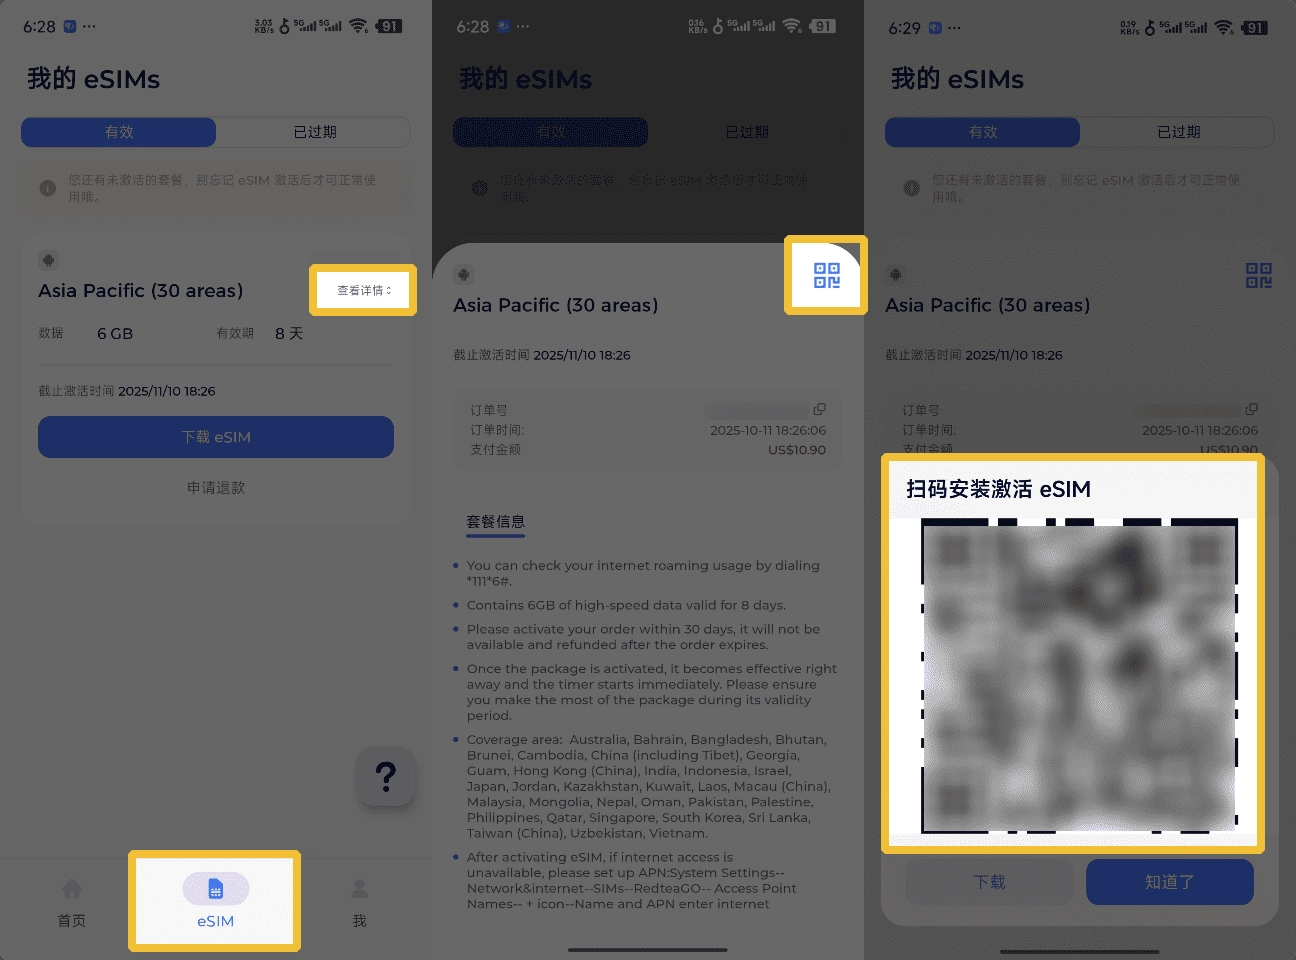 6:28 ···
3.03 KB/s 5G 5G 6 91
我的 eSIMs
有效
已过期
您还有未激活的套餐，别忘记 eSIM 激活后才可正常使
用哦。
Asia Pacific (30 areas)
查看详情
数据 6 GB 有效期 8 天
截止激活时间 2025/11/10 18:26
下载 eSIM
申请退款
?
首页
eSIM
我
6:28 ···
0.16 KB/s 5G 5G 6 91
我的 eSIMs
有效
已过期
您还有未激活的套餐，别忘记 eSIM 激活后才可正常使
用哦。
Asia Pacific (30 areas)
截止激活时间 2025/11/10 18:26
订单号
订单时间: 2025-10-11 18:26:06
支付金额 US$10.90
套餐信息
You can check your internet roaming usage by dialing
*111*6#.
Contains 6GB of high-speed data valid for 8 days.
Please activate your order within 30 days, it will not be
available and refunded after the order expires.
Once the package is activated, it becomes effective right
away and the timer starts immediately. Please ensure
you make the most of the package during its validity
period.
Coverage area: Australia, Bahrain, Bangladesh, Bhutan,
Brunei, Cambodia, China (including Tibet), Georgia,
Guam, Hong Kong (China), India, Indonesia, Israel,
Japan, Jordan, Kazakhstan, Kuwait, Laos, Macau (China),
Malaysia, Mongolia, Nepal, Oman, Pakistan, Palestine,
Philippines, Qatar, Singapore, South Korea, Sri Lanka,
Taiwan (China), Uzbekistan, Vietnam.
After activating eSIM, if internet access is
unavailable, please set up APN:System Settings--
Network&internet--SIMs--RedteaGO-- Access Point
Names-- + icon--Name and APN enter internet
6:29 ···
0.19 KB/s 5G 5G 6 91
我的 eSIMs
有效
已过期
您还有未激活的套餐，别忘记 eSIM 激活后才可正常使
用哦。
Asia Pacific (30 areas)
截止激活时间 2025/11/10 18:26
订单号
订单时间: 2025-10-11 18:26:06
支付金额 US$10.90
扫码安装激活 eSIM
下载
知道了